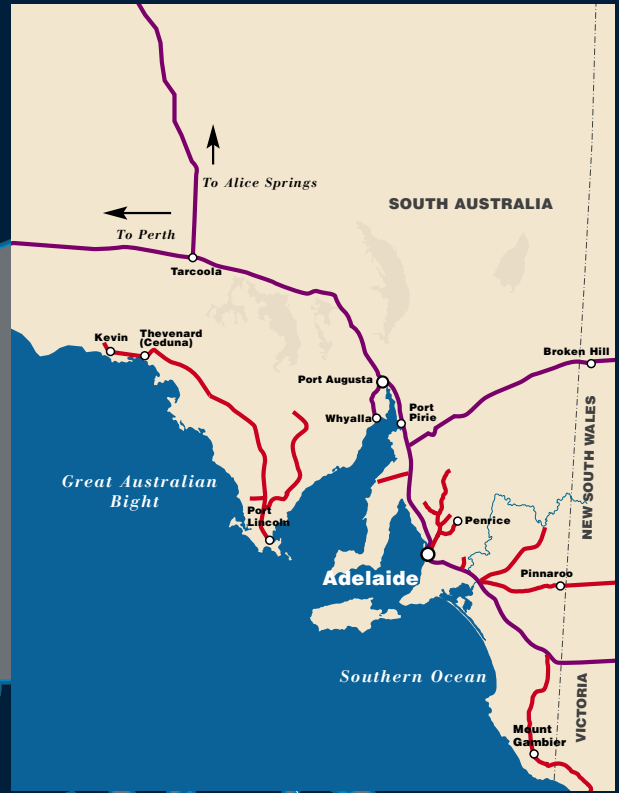 To Alice Springs
SOUTH AUSTRALIA
To Perth
Tarcoola
Kevin
Thevenard
(Ceduna)
Broken Hill
Port Augusta
Port
Pirie
Whyalla
NEW SOUTH WALES
Great Australian
Bight
Port
Lincoln
Penrice
Adelaide
Pinnaroo
Southern Ocean
VICTORIA
Mount
Gambier